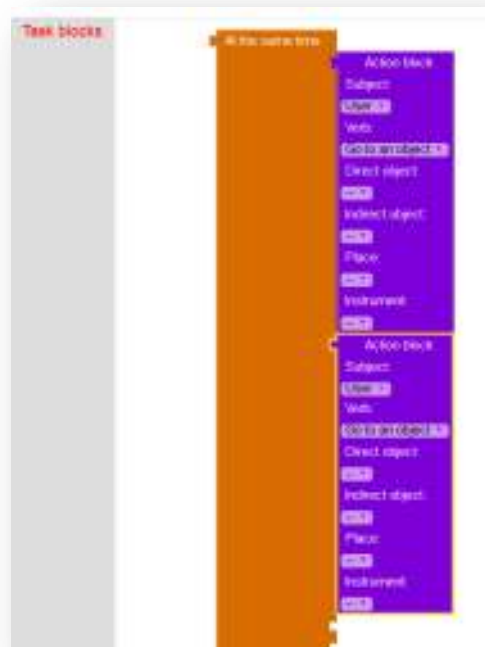 Task blocks
At the same time
Action block
Subject:
User
Verb:
Go to an object
Direct object:
--
Indirect object:
--
Place:
--
Instrument:
--
Action block
Subject:
User
Verb:
Go to an object
Direct object:
--
Indirect object:
--
Place:
--
Instrument:
--